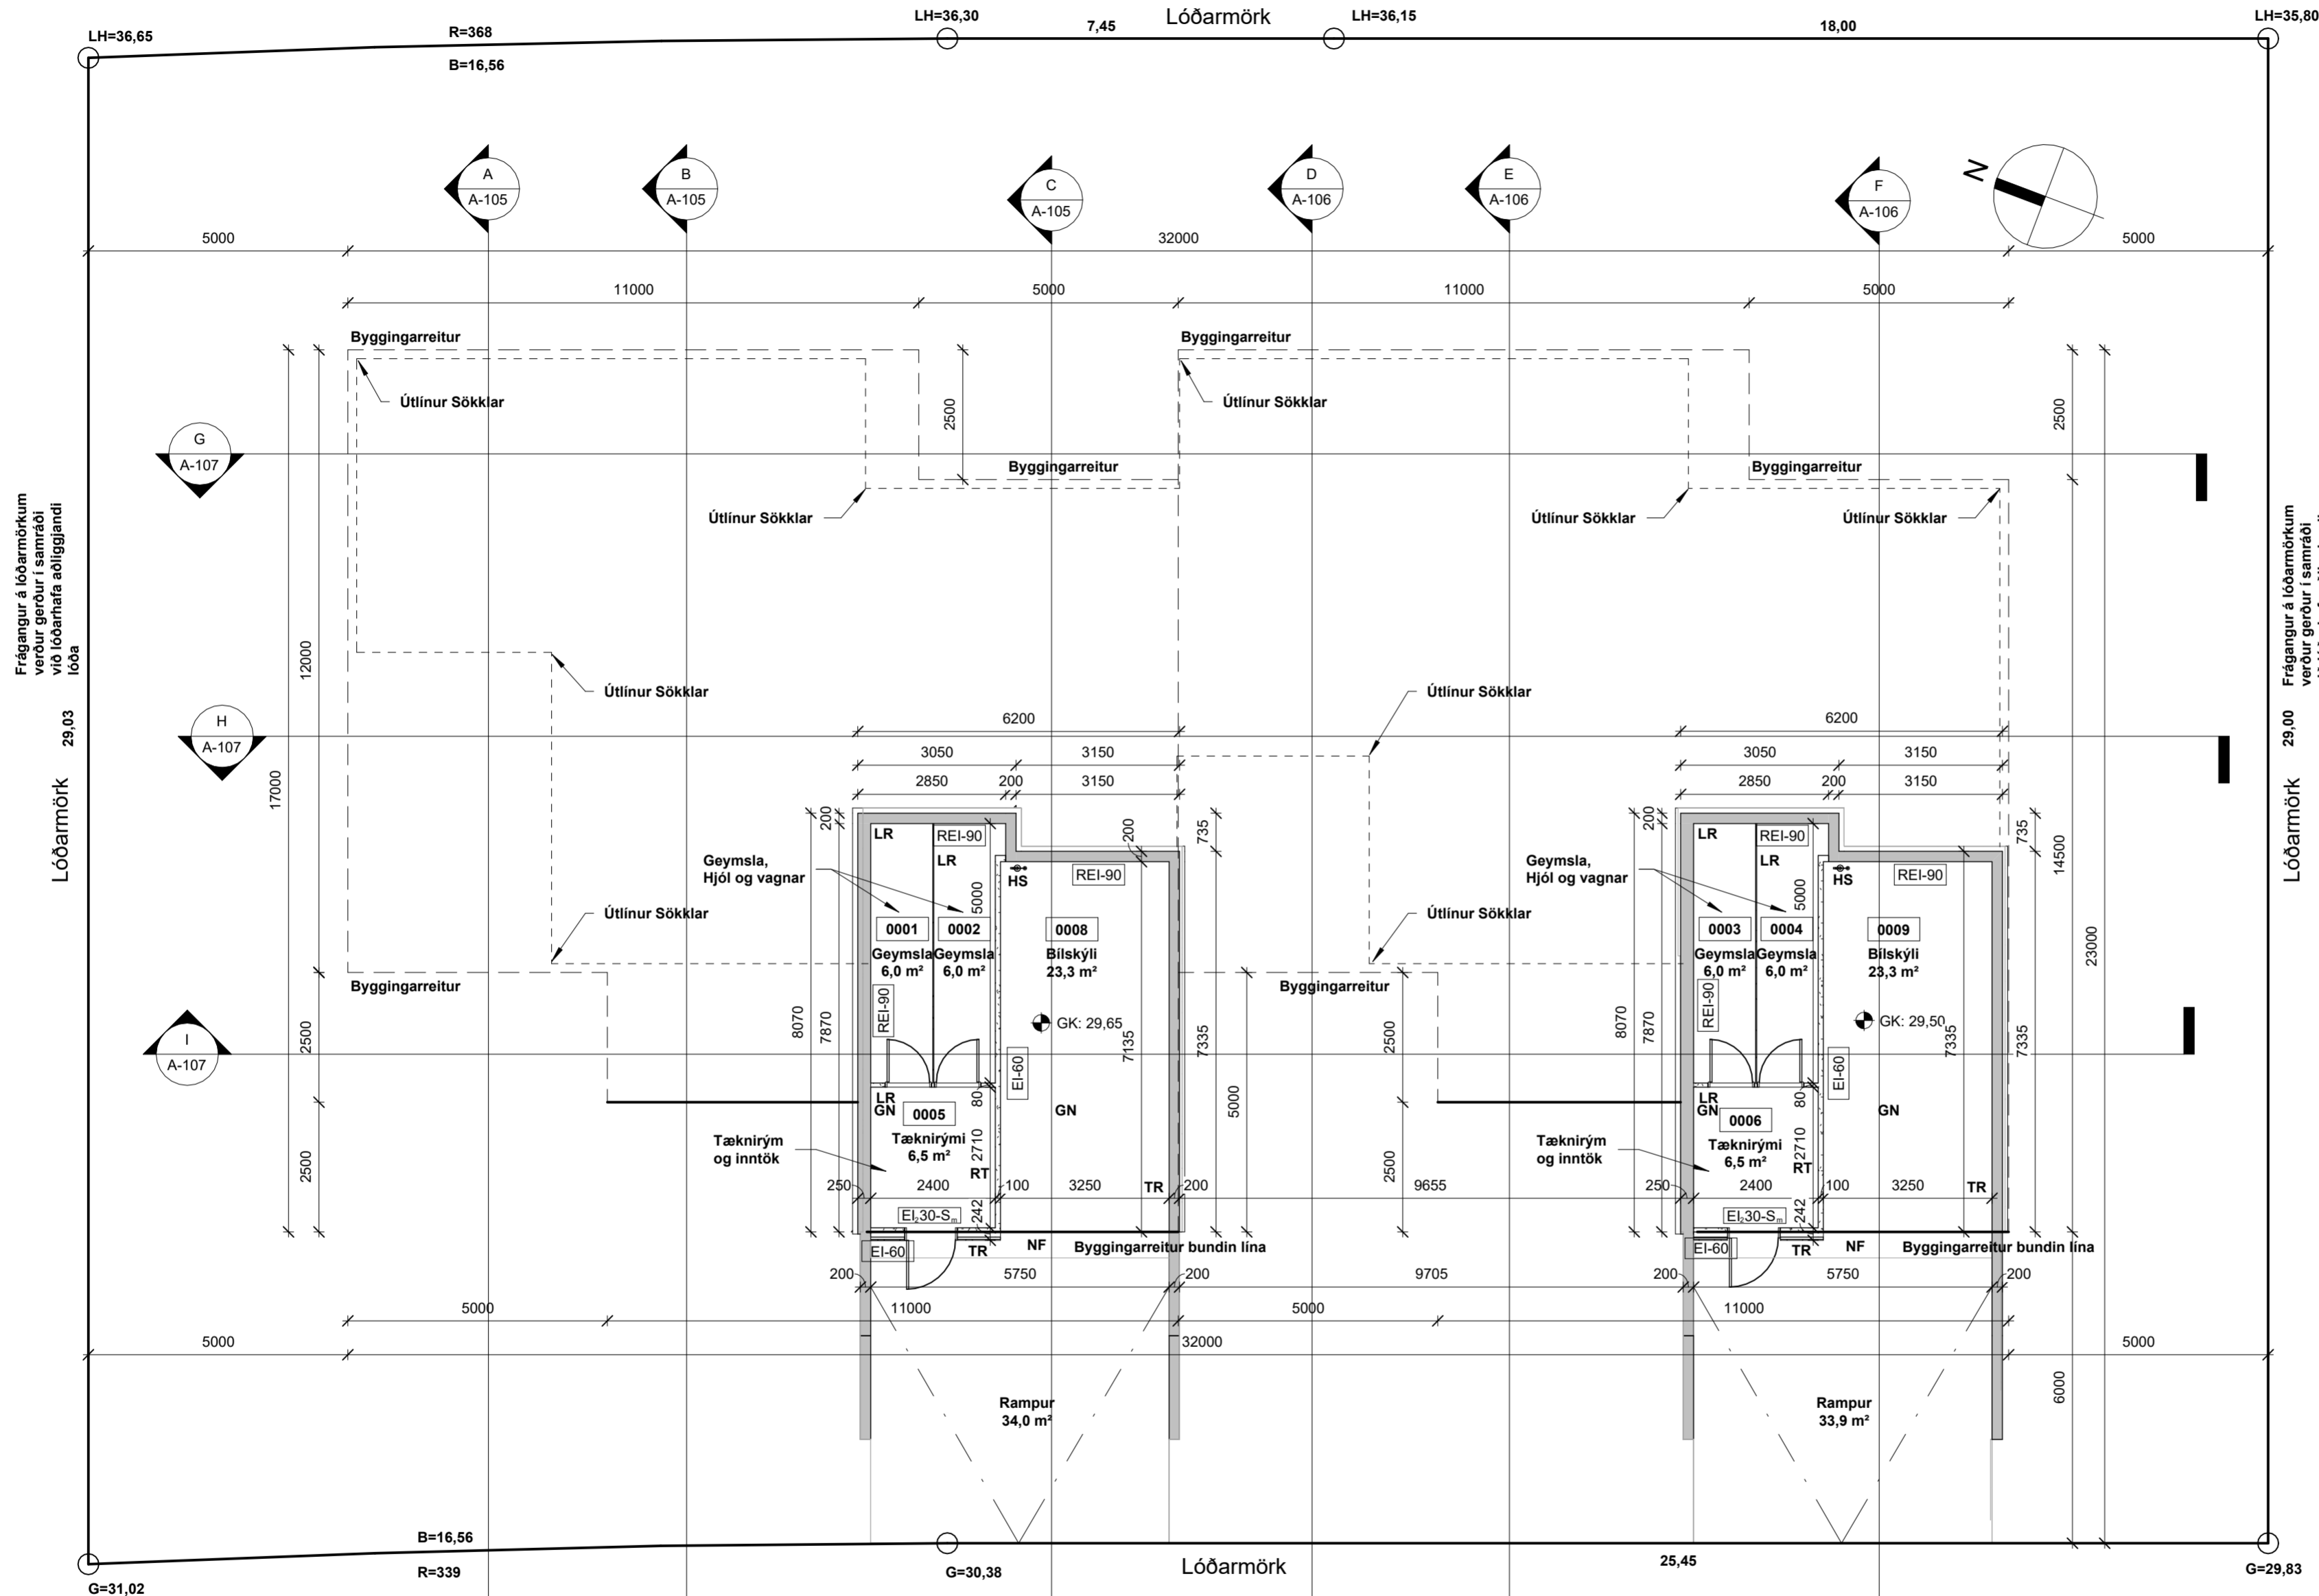 LH=36,65
R=368
B=16,56
LH=36,30
7,45
Lóðarmörk
LH=36,15
18,00
LH=35,80
A
A-105
B
A-105
C
A-105
D
A-106
E
A-106
F
A-106
N
5000
32000
5000
11000
5000
11000
5000
Byggingarreitur
Byggingarreitur
Útlínur Sökklar
Útlínur Sökklar
2500
2500
G
A-107
Byggingarreitur
Byggingarreitur
Útlínur Sökklar
Útlínur Sökklar
Útlínur Sökklar
Frágangur á lóðarmörkum
verður gerður í samráði
við lóðarhafa aðliggjandi
lóða
Frágangur á lóðarmörkum
verður gerður í samráði
29,03
Lóðarmörk
29,00
Lóðarmörk
12000
17000
14500
23000
Útlínur Sökklar
Útlínur Sökklar
H
A-107
6200
3050
3150
2850
200
3150
6200
3050
3150
2850
200
3150
200
735
200
735
200
LR
REI-90
LR
HS
REI-90
LR
REI-90
LR
HS
REI-90
Geymsla,
Hjól og vagnar
Geymsla,
Hjól og vagnar
5000
5000
Útlínur Sökklar
Útlínur Sökklar
0001
0002
0008
0003
0004
0009
Geymsla
6,0 m²
Geymsla
6,0 m²
Bílskýli
23,3 m²
Geymsla
6,0 m²
Geymsla
6,0 m²
Bílskýli
23,3 m²
Byggingarreitur
Byggingarreitur
REI-90
REI-90
GK: 29,65
GK: 29,50
8070
7870
7135
7335
8070
7870
7335
7335
2500
2500
5000
2500
2500
I
A-107
EI-60
EI-60
LR
GN
0005
80
GN
LR
GN
0006
80
GN
Tæknirým
og inntök
Tæknirými
6,5 m²
2710
RT
Tæknirým
og inntök
Tæknirými
6,5 m²
2710
RT
TR
TR
250
2400
100
3250
200
9655
250
2400
100
3250
EI₂30-Sₘ
242
EI₂30-Sₘ
242
EI-60
TR
NF
Byggingarreitur bundin lína
EI-60
TR
NF
Byggingarreitur bundin lína
200
5750
200
9705
200
5750
200
5000
11000
5000
11000
5000
32000
5000
6000
Rampur
34,0 m²
Rampur
33,9 m²
B=16,56
R=339
G=31,02
G=30,38
Lóðarmörk
25,45
G=29,83